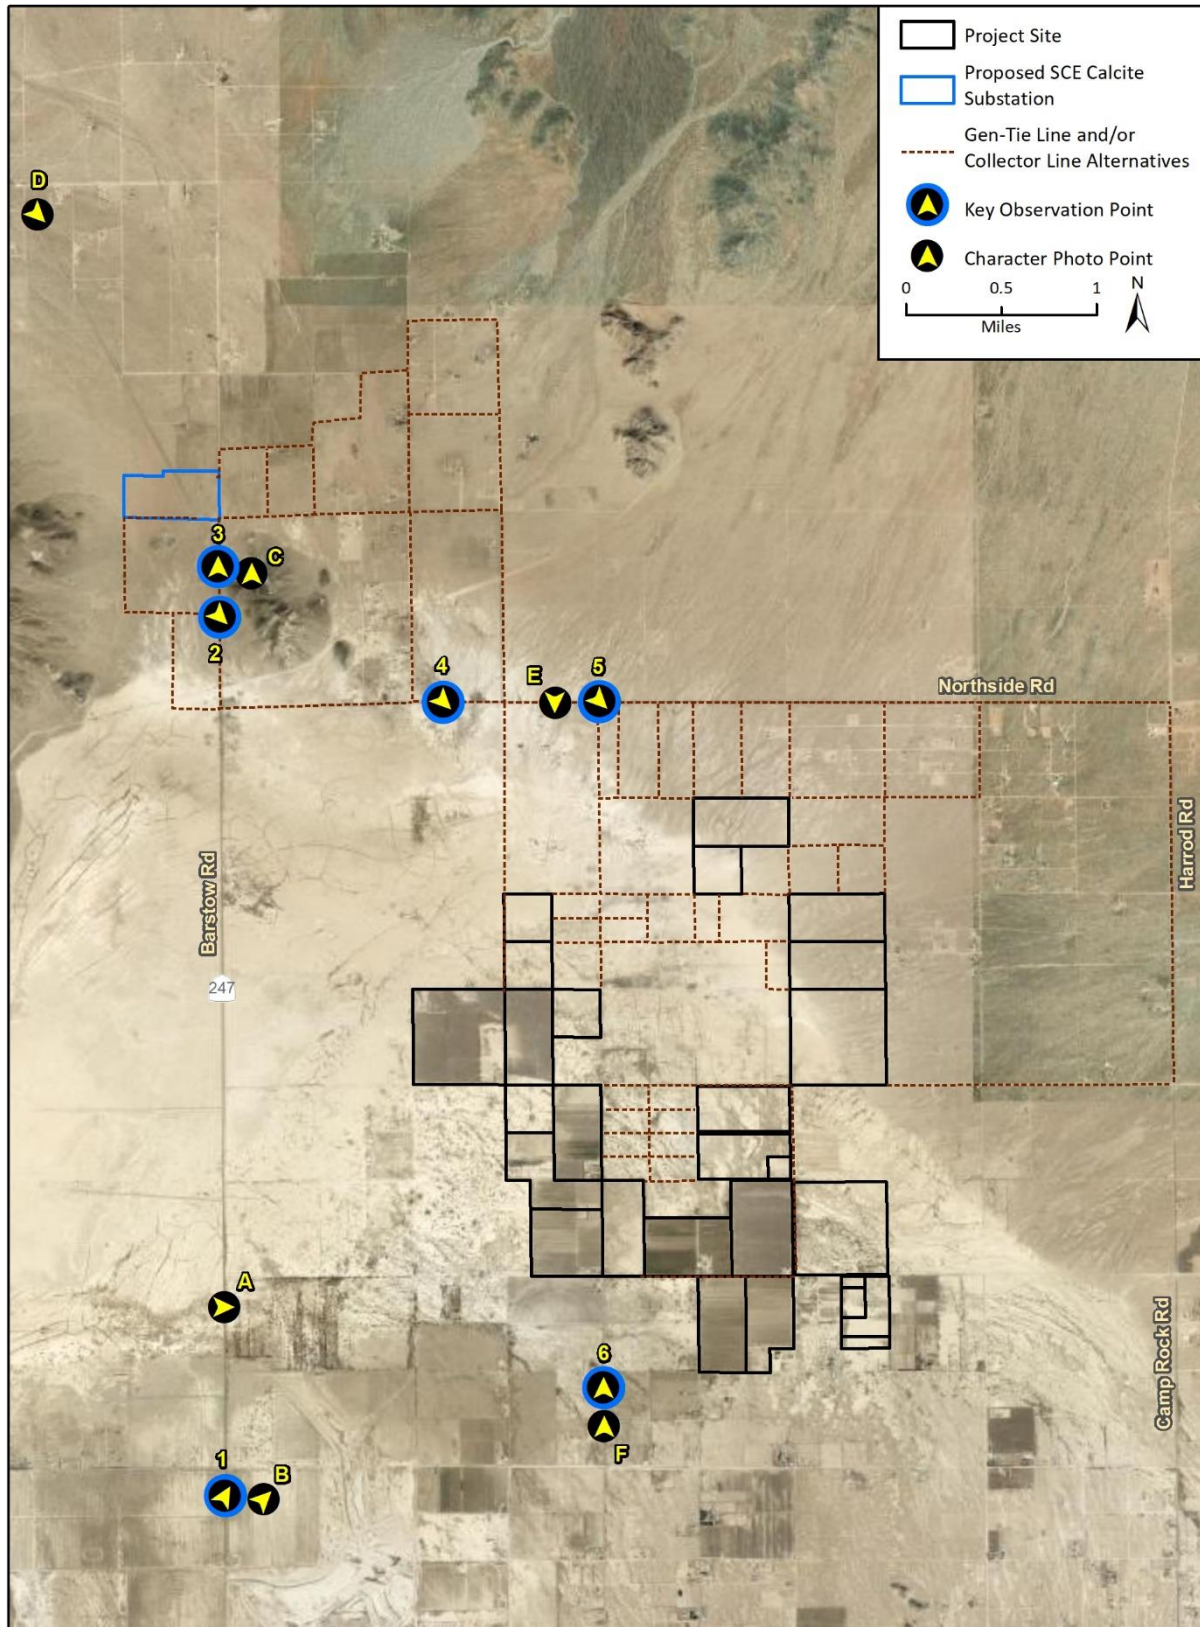 Project Site
Proposed SCE Calcite
Substation
Gen-Tie Line and/or
Collector Line Alternatives
Key Observation Point
Character Photo Point
0 0.5 1
Miles
N
D
3
C
2
4
E
5
Northside Rd
Harrod Rd
Barstow Rd
247
A
6
F
Camp Rock Rd
1
B